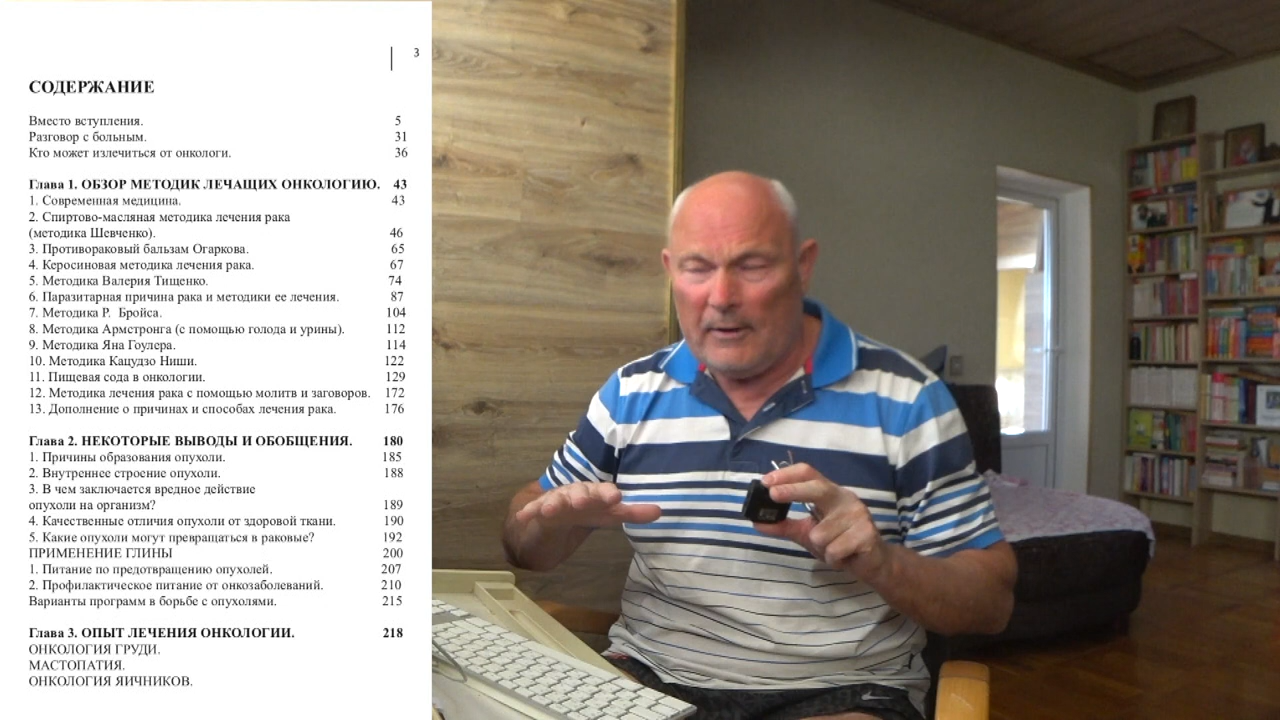 3
СОДЕРЖАНИЕ
Вместо вступления. 5
Разговор с больным. 31
Кто может излечиться от онкологи. 36
Глава 1. ОБЗОР МЕТОДИК ЛЕЧАЩИХ ОНКОЛОГИЮ. 43
1. Современная медицина. 43
2. Спиртово-масляная методика лечения рака
(методика Шевченко). 46
3. Противораковый бальзам Огаркова. 65
4. Керосиновая методика лечения рака. 67
5. Методика Валерия Тищенко. 74
6. Паразитарная причина рака и методики ее лечения. 87
7. Методика Р. Бройса. 104
8. Методика Армстронга (с помощью голода и урины). 112
9. Методика Яна Гоулера. 114
10. Методика Кацудзо Ниши. 122
11. Пищевая сода в онкологии. 129
12. Методика лечения рака с помощью молитв и заговоров. 172
13. Дополнение о причинах и способах лечения рака. 176
Глава 2. НЕКОТОРЫЕ ВЫВОДЫ И ОБОБЩЕНИЯ. 180
1. Причины образования опухоли. 185
2. Внутреннее строение опухоли. 188
3. В чем заключается вредное действие
опухоли на организм? 189
4. Качественные отличия опухоли от здоровой ткани. 190
5. Какие опухоли могут превращаться в раковые? 192
ПРИМЕНЕНИЕ ГЛИНЫ 200
1. Питание по предотвращению опухолей. 207
2. Профилактическое питание от онкозаболеваний. 210
Варианты программ в борьбе с опухолями. 215
Глава 3. ОПЫТ ЛЕЧЕНИЯ ОНКОЛОГИИ. 218
ОНКОЛОГИЯ ГРУДИ.
МАСТОПАТИЯ.
ОНКОЛОГИЯ ЯИЧНИКОВ.